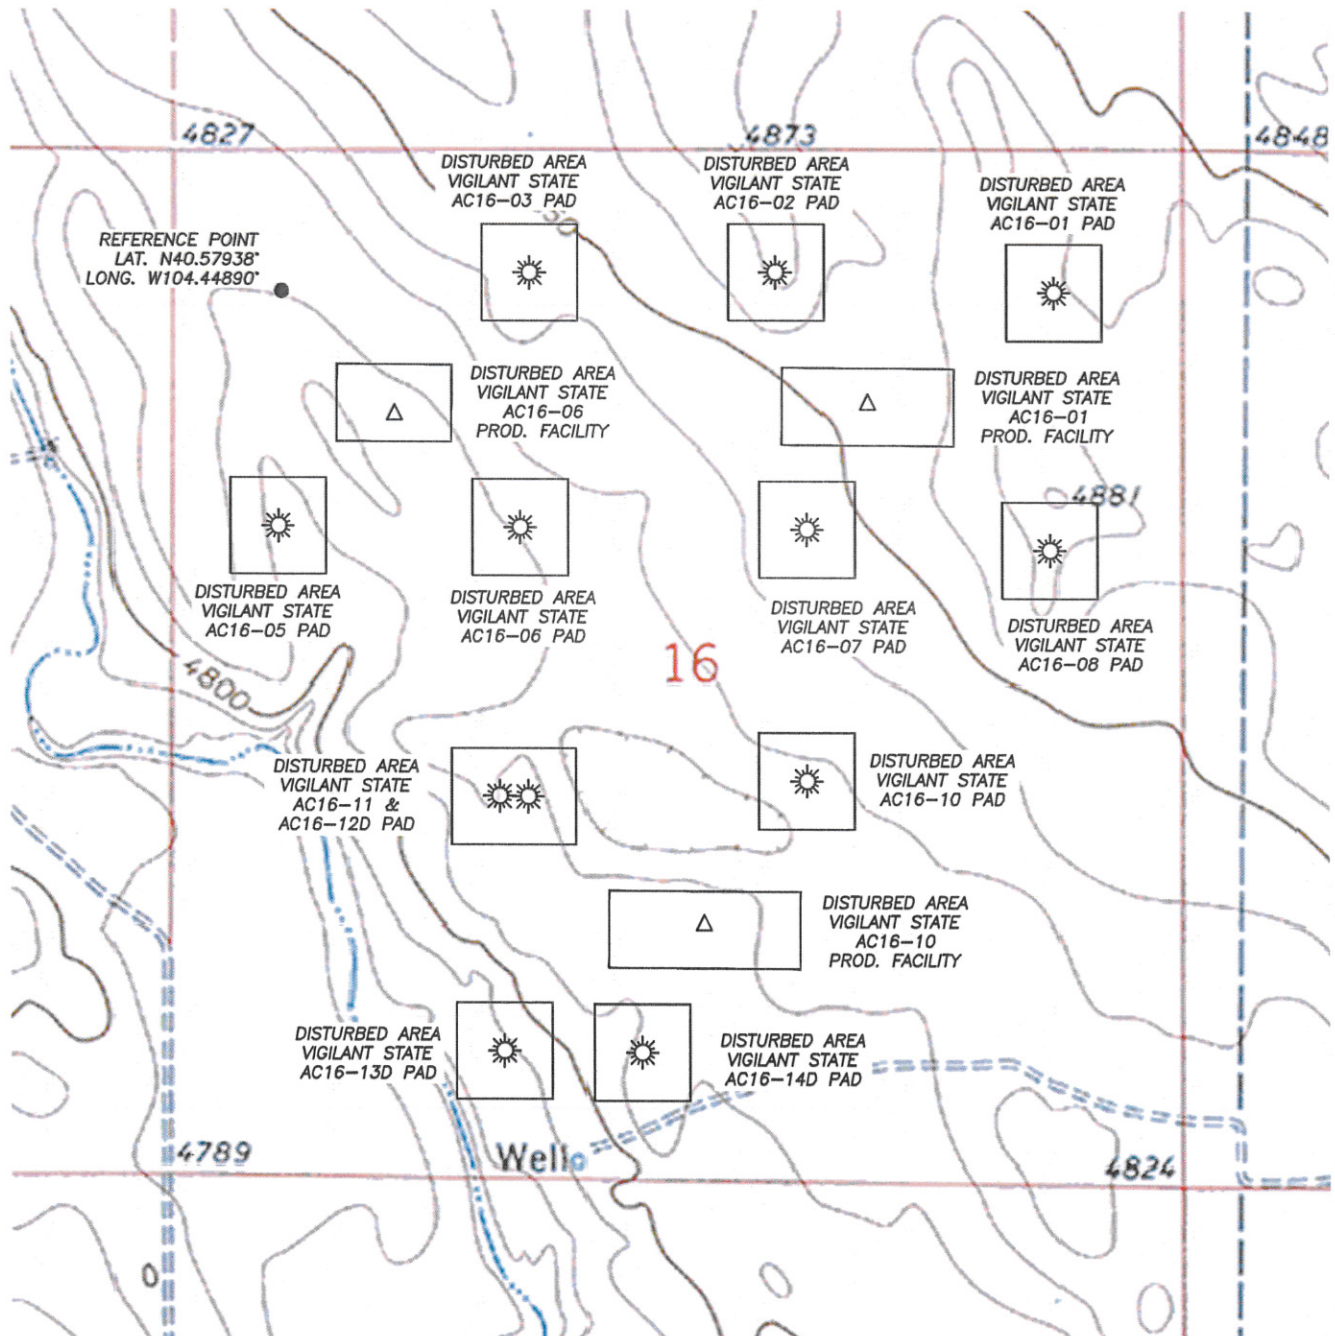 4827
4873
4848
DISTURBED AREA
VIGILANT STATE
AC16-03 PAD
DISTURBED AREA
VIGILANT STATE
AC16-02 PAD
DISTURBED AREA
VIGILANT STATE
AC16-01 PAD
REFERENCE POINT
LAT. N40.57938°
LONG. W104.44890°
DISTURBED AREA
VIGILANT STATE
AC16-06
PROD. FACILITY
DISTURBED AREA
VIGILANT STATE
AC16-01
PROD. FACILITY
4881
DISTURBED AREA
VIGILANT STATE
AC16-05 PAD
DISTURBED AREA
VIGILANT STATE
AC16-06 PAD
DISTURBED AREA
VIGILANT STATE
AC16-07 PAD
DISTURBED AREA
VIGILANT STATE
AC16-08 PAD
16
4800
DISTURBED AREA
VIGILANT STATE
AC16-11 &
AC16-12D PAD
DISTURBED AREA
VIGILANT STATE
AC16-10 PAD
DISTURBED AREA
VIGILANT STATE
AC16-10
PROD. FACILITY
DISTURBED AREA
VIGILANT STATE
AC16-13D PAD
DISTURBED AREA
VIGILANT STATE
AC16-14D PAD
4789
Well
4824